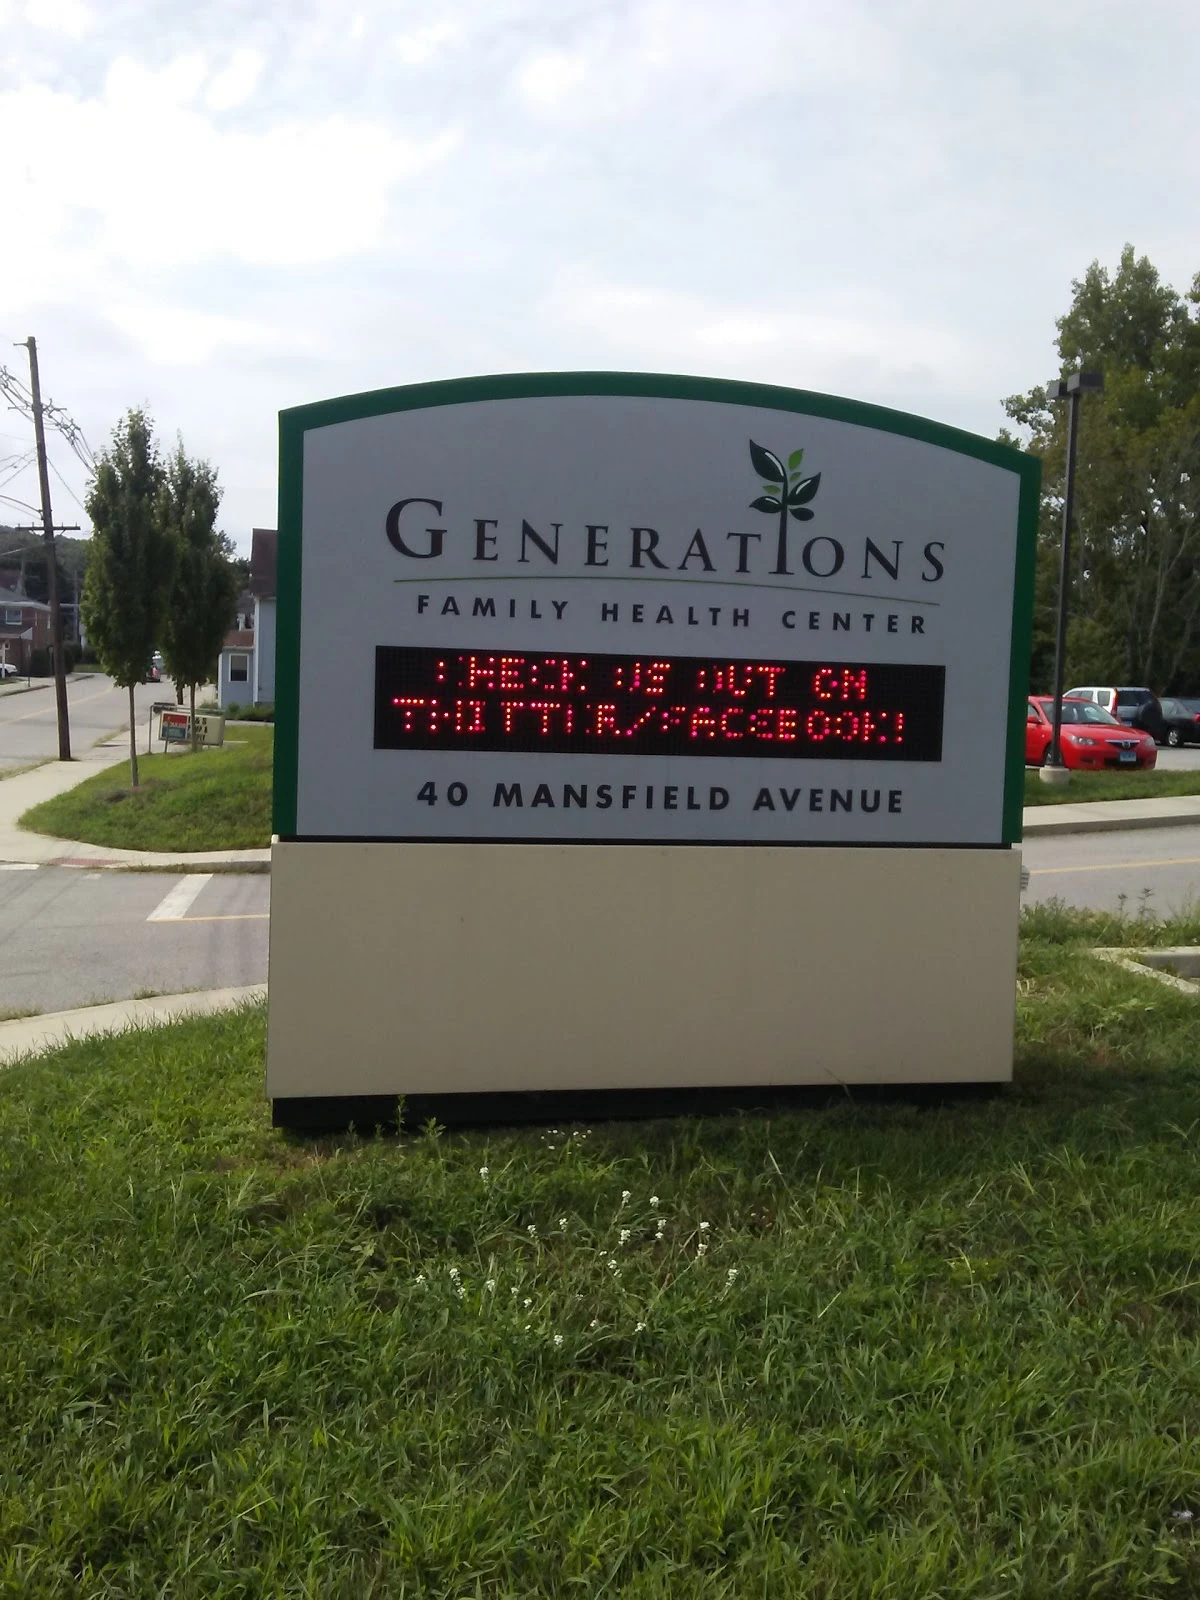 GENERATIONS
FAMILY HEALTH CENTER
CHECK US OUT ON
TWITTER/FACEBOOK!
40 MANSFIELD AVENUE